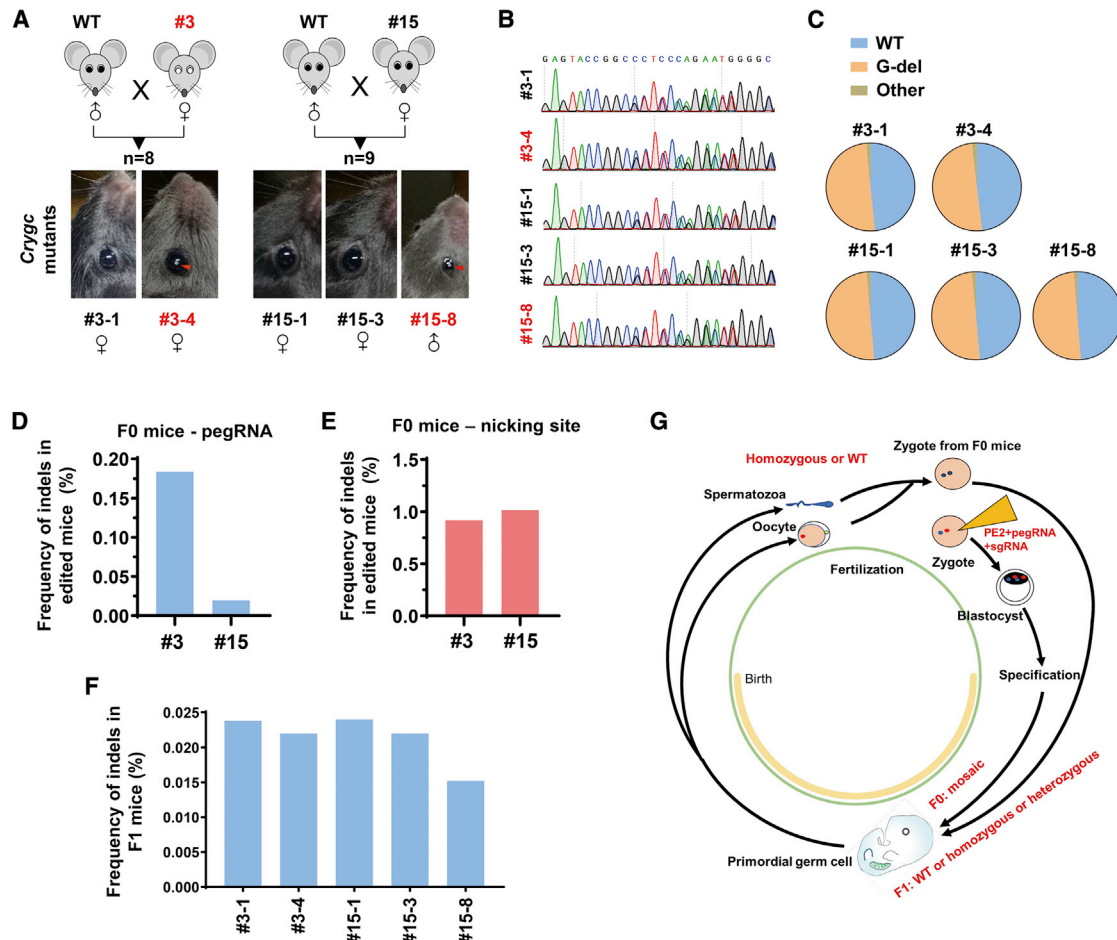 A
WT
#3
WT
#15
X
X
♂
♀
♂
♀
n=8
n=9
Crygc
mutants
#3-1
#3-4
#15-1
#15-3
#15-8
♀
♀
♀
♀
♂
B
GAGTACCGGCCCTCCCAGAATGGGGC
#3-1
#3-4
#15-1
#15-3
#15-8
C
WT
G-del
Other
#3-1
#3-4
#15-1
#15-3
#15-8
D
F0 mice - pegRNA
Frequency of indels in
edited mice (%)
0.20
0.15
0.10
0.05
0.00
#3
#15
E
F0 mice – nicking site
Frequency of indels
in edited mice (%)
1.5
1.0
0.5
0.0
#3
#15
F
Frequency of indels in
F1 mice (%)
0.025
0.020
0.015
0.010
0.005
0.000
#3-1
#3-4
#15-1
#15-3
#15-8
G
Zygote from F0 mice
Homozygous or WT
Spermatozoa
Oocyte
PE2+pegRNA
+sgRNA
Zygote
Fertilization
Blastocyst
Birth
Specification
F0: mosaic
Primordial germ cell
F1: WT or homozygous or heterozygous